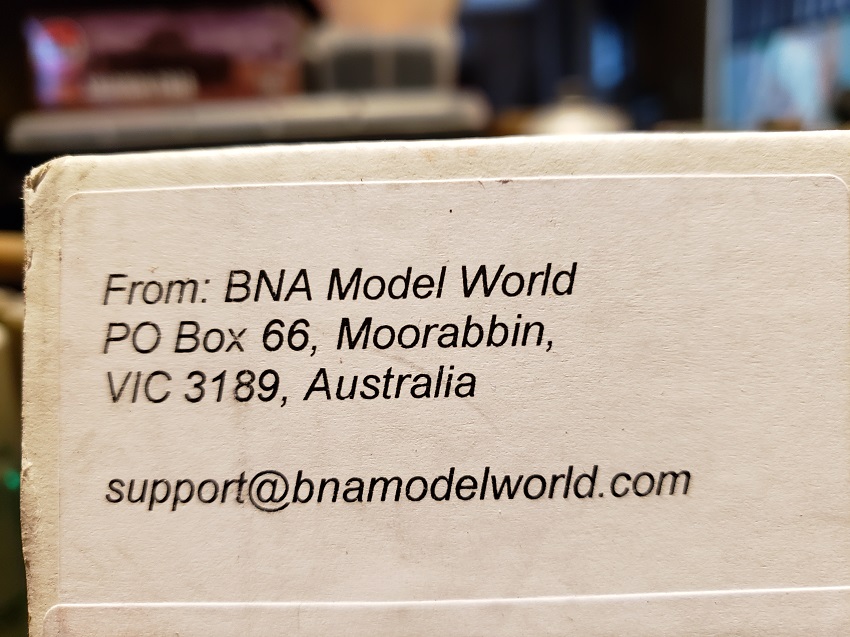 From: BNA Model World
PO Box 66, Moorabbin,
VIC 3189, Australia
support@bnamodelworld.com